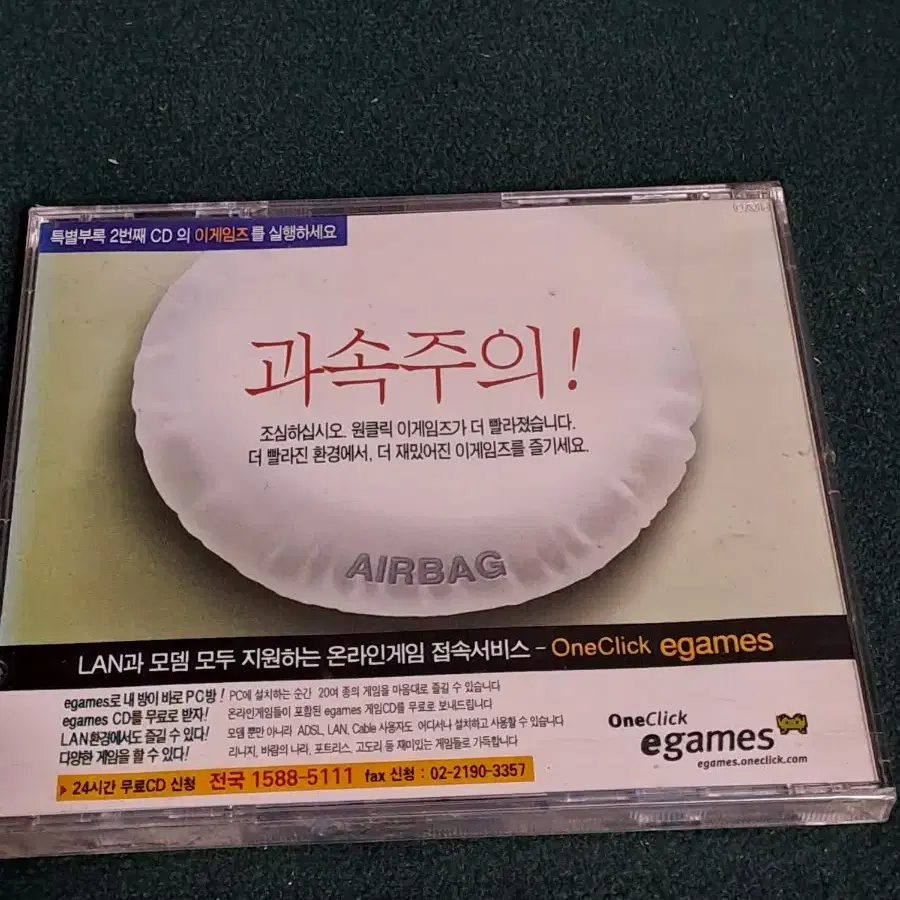 특별부록 2번째 CD 의 이게임즈를 실행하세요
과속주의!
조심하십시오. 원클릭 이게임즈가 더 빨라졌습니다.
더 빨라진 환경에서, 더 재밌어진 이게임즈를 즐기세요.
AIRBAG
LAN과 모뎀 모두 지원하는 온라인게임 접속서비스 - OneClick egames
egames로 내 방이 바로 PC방!
egames CD를 무료로 받자!
LAN환경에서도 즐길 수 있다!
다양한 게임을 할 수 있다!
PC에 설치하는 순간 20여 종의 게임을 마음대로 즐길 수 있습니다
온라인게임들이 포함된 egames 게임CD를 무료로 보내드립니다
모뎀 뿐만 아니라 ADSL, LAN, Cable 사용자도 어디서나 설치하고 사용할 수 있습니다
리니지, 바람의 나라, 포트리스, 고도리 등 재미있는 게임들로 가득합니다
24시간 무료CD 신청 전국 1588-5111 fax 신청 : 02-2190-3357
OneClick
egames
egames.oneclick.com